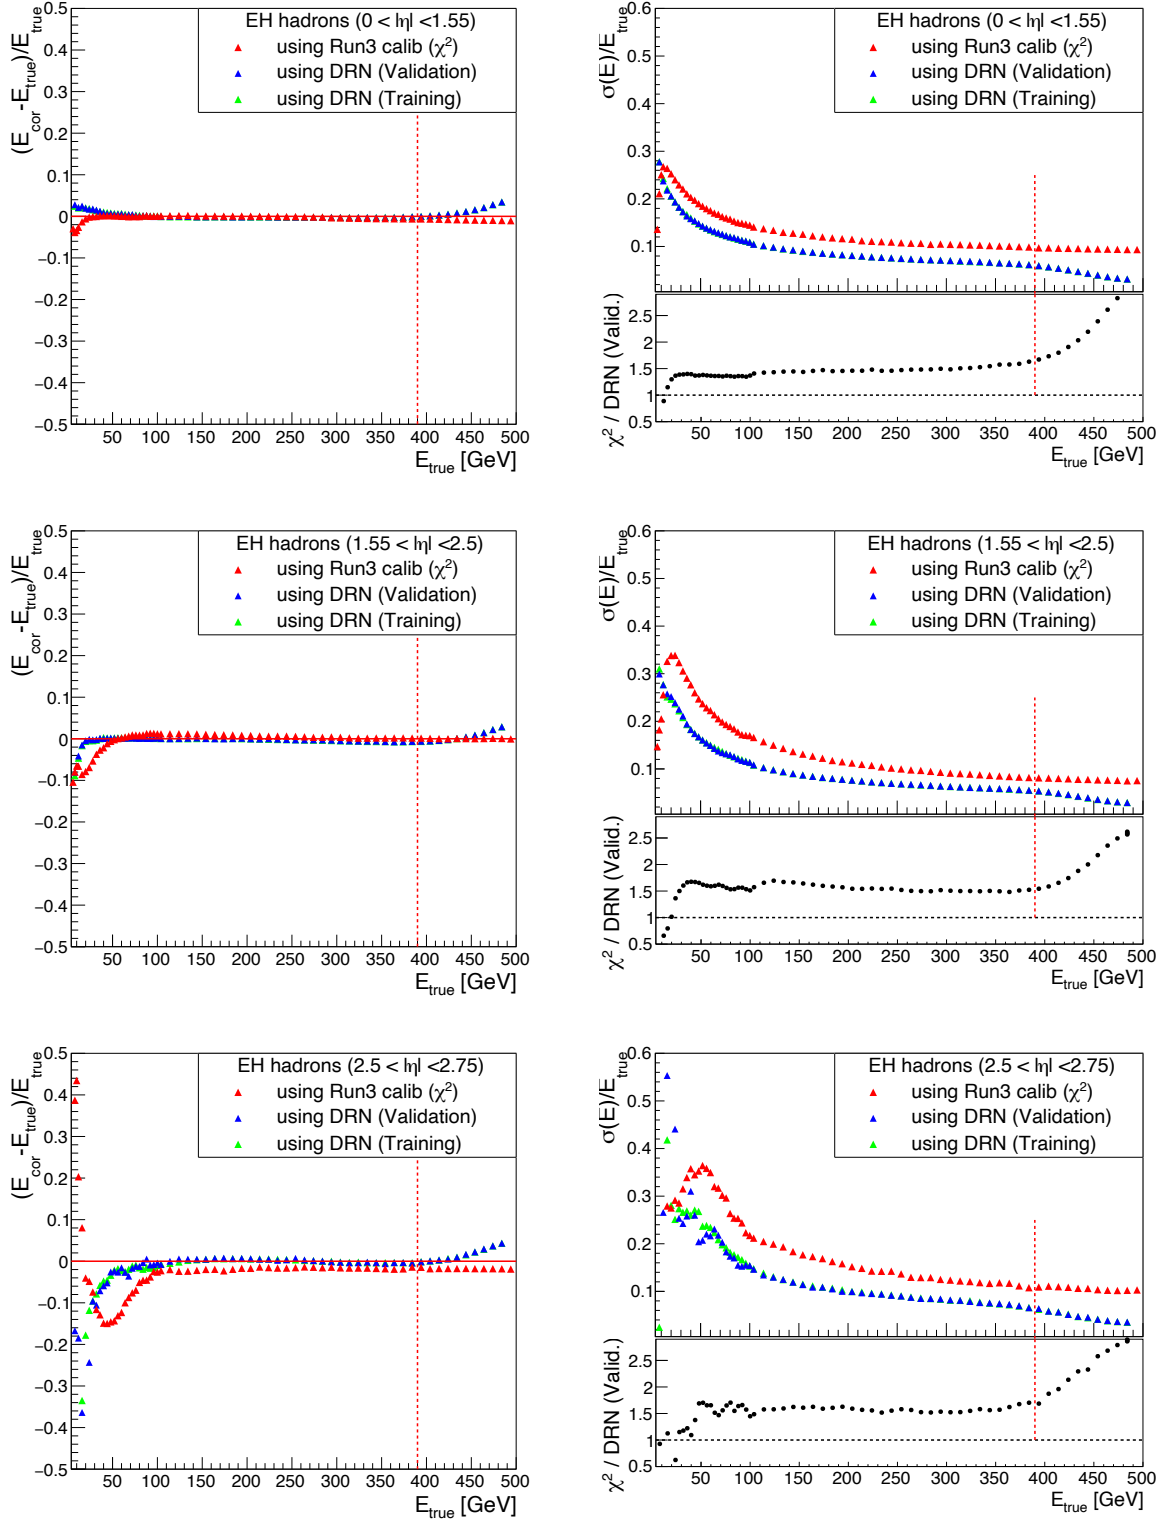 EH hadrons (0 < |η| <1.55)
using Run3 calib (χ²)
using DRN (Validation)
using DRN (Training)
(E_cor -E_true)/E_true
0.5
0.4
0.3
0.2
0.1
0
−0.1
−0.2
−0.3
−0.4
−0.5
50 100 150 200 250 300 350 400 450 500
E_true [GeV]
EH hadrons (0 < |η| <1.55)
using Run3 calib (χ²)
using DRN (Validation)
using DRN (Training)
σ(E)/E_true
0.6
0.5
0.4
0.3
0.2
0.1
χ² / DRN (Valid.)
2.5
2
1.5
1
0.5
50 100 150 200 250 300 350 400 450 500
E_true [GeV]
EH hadrons (1.55 < |η| <2.5)
using Run3 calib (χ²)
using DRN (Validation)
using DRN (Training)
(E_cor -E_true)/E_true
0.5
0.4
0.3
0.2
0.1
0
−0.1
−0.2
−0.3
−0.4
−0.5
50 100 150 200 250 300 350 400 450 500
E_true [GeV]
EH hadrons (1.55 < |η| <2.5)
using Run3 calib (χ²)
using DRN (Validation)
using DRN (Training)
σ(E)/E_true
0.6
0.5
0.4
0.3
0.2
0.1
χ² / DRN (Valid.)
2.5
2
1.5
1
0.5
50 100 150 200 250 300 350 400 450 500
E_true [GeV]
EH hadrons (2.5 < |η| <2.75)
using Run3 calib (χ²)
using DRN (Validation)
using DRN (Training)
(E_cor -E_true)/E_true
0.5
0.4
0.3
0.2
0.1
0
−0.1
−0.2
−0.3
−0.4
−0.5
50 100 150 200 250 300 350 400 450 500
E_true [GeV]
EH hadrons (2.5 < |η| <2.75)
using Run3 calib (χ²)
using DRN (Validation)
using DRN (Training)
σ(E)/E_true
0.6
0.5
0.4
0.3
0.2
0.1
χ² / DRN (Valid.)
2.5
2
1.5
1
0.5
50 100 150 200 250 300 350 400 450 500
E_true [GeV]